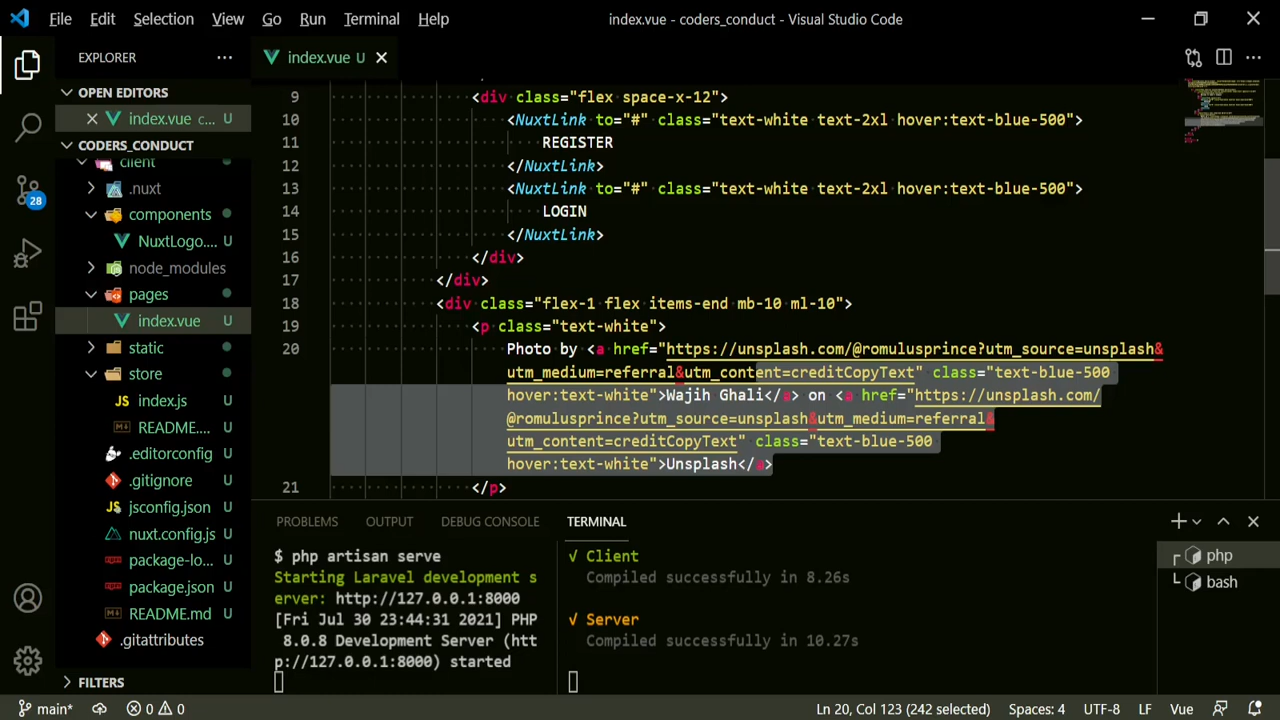 File Edit Selection View Go Run Terminal Help index.vue - coders_conduct - Visual Studio Code
EXPLORER ...
index.vue U
OPEN EDITORS
index.vue c... U
CODERS_CONDUCT
client
.nuxt
components
NuxtLogo.... U
node_modules
pages
index.vue U
static
store
index.js U
README.... U
.editorconfig U
.gitignore U
jsconfig.json U
nuxt.config.js U
package-lo... U
package.json U
README.md U
.gitattributes
FILTERS
28
9 <div class="flex space-x-12">
10 <NuxtLink to="#" class="text-white text-2xl hover:text-blue-500">
11 REGISTER
12 </NuxtLink>
13 <NuxtLink to="#" class="text-white text-2xl hover:text-blue-500">
14 LOGIN
15 </NuxtLink>
16 </div>
17 </div>
18 <div class="flex-1 flex items-end mb-10 ml-10">
19 <p class="text-white">
20 Photo by <a href="https://unsplash.com/@romulusprince?utm_source=unsplash&
utm_medium=referral&utm_content=creditCopyText" class="text-blue-500
hover:text-white">Wajih Ghali</a> on <a href="https://unsplash.com/
@romulusprince?utm_source=unsplash&utm_medium=referral&
utm_content=creditCopyText" class="text-blue-500
hover:text-white">Unsplash</a>
21 </p>
PROBLEMS OUTPUT DEBUG CONSOLE TERMINAL
$ php artisan serve
Starting Laravel development s
erver: http://127.0.0.1:8000
[Fri Jul 30 23:44:31 2021] PHP
8.0.8 Development Server (htt
p://127.0.0.1:8000) started
√ Client
Compiled successfully in 8.26s
√ Server
Compiled successfully in 10.27s
php
bash
main* 0 0 Ln 20, Col 123 (242 selected) Spaces: 4 UTF-8 LF Vue